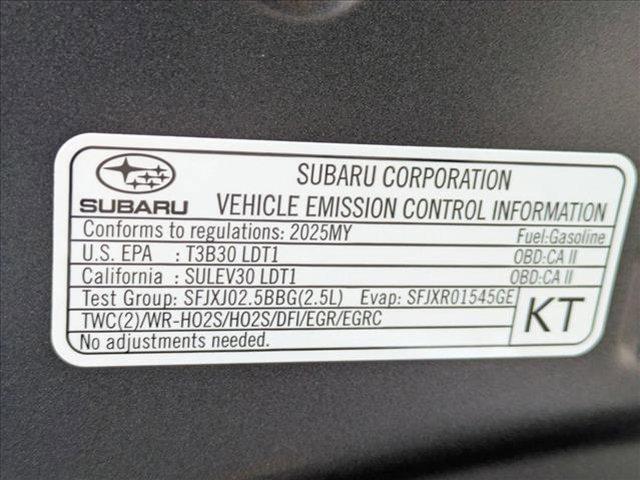 SUBARU
SUBARU CORPORATION
VEHICLE EMISSION CONTROL INFORMATION
Conforms to regulations: 2025MY Fuel:Gasoline
U.S. EPA : T3B30 LDT1 OBD:CA II
California : SULEV30 LDT1 OBD:CA II
Test Group: SFJXJ02.5BBG(2.5L) Evap: SFJXR01545GE
TWC(2)/WR-HO2S/HO2S/DFI/EGR/EGRC
No adjustments needed.
KT